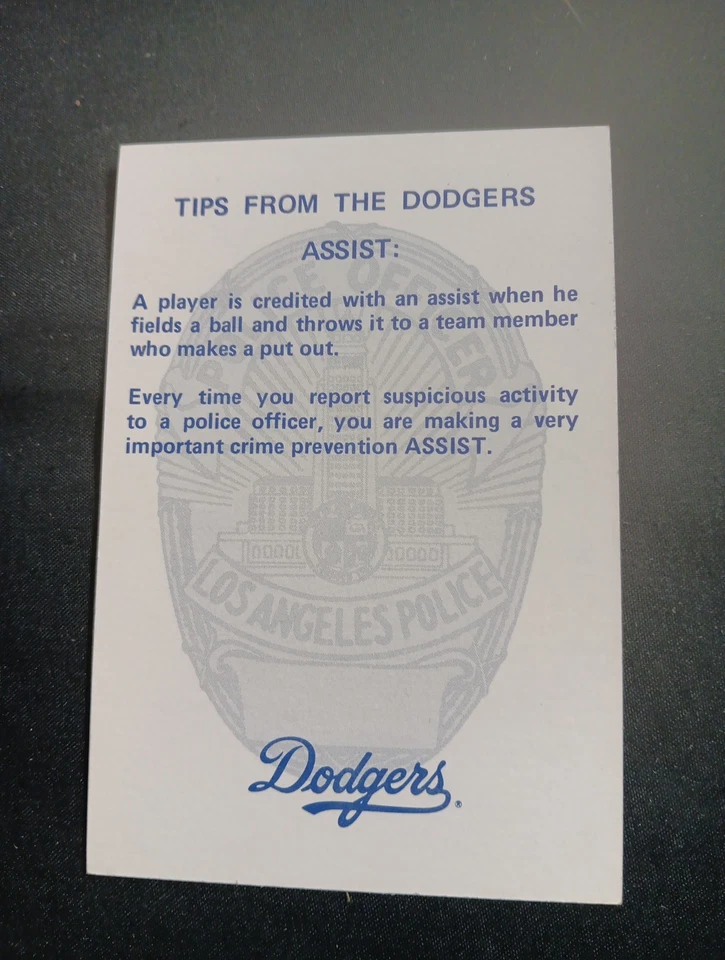 TIPS FROM THE DODGERS
ASSIST:
A player is credited with an assist when he
fields a ball and throws it to a team member
who makes a put out.
Every time you report suspicious activity
to a police officer, you are making a very
important crime prevention ASSIST.
POLICE OFFICER
LOS ANGELES POLICE
Dodgers®